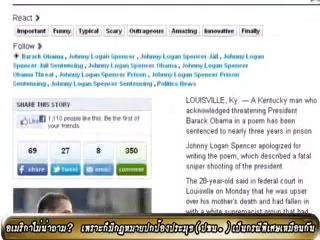 React >
Important Funny Typical Scary Outrageous Amazing Innovative Finally
Follow >
Barack Obama , Johnny Logan Spencer , Johnny Logan Spencer Jail , Johnny Logan
Spencer Jail Sentencing , Johnny Logan Spencer Obama , Johnny Logan Spencer
Obama Threat , Johnny Logan Spencer Prison , Johnny Logan Spencer Prison
Sentencing , Johnny Logan Spencer Sentencing , Politics News
SHARE THIS STORY
Like 1,110 people like this. Be the first of
your friends.
69 27 8 350
share tweet email comment
LOUISVILLE, Ky. — A Kentucky man who
acknowledged threatening President
Barack Obama in a poem has been
sentenced to nearly three years in prison
Johnny Logan Spencer apologized for
writing the poem, which described a fatal
sniper shooting of the president.
The 28-year-old said in federal court in
Louisville on Monday that he was upset
over his mother's death and had fallen in
with a white supremacist group that had
อเมริกาไม่น่าอาม? เพราะก็มีกฎหมายปกป้องประมุข (ปธน.) เป็นกรณีพิเศษเหมือนกัน